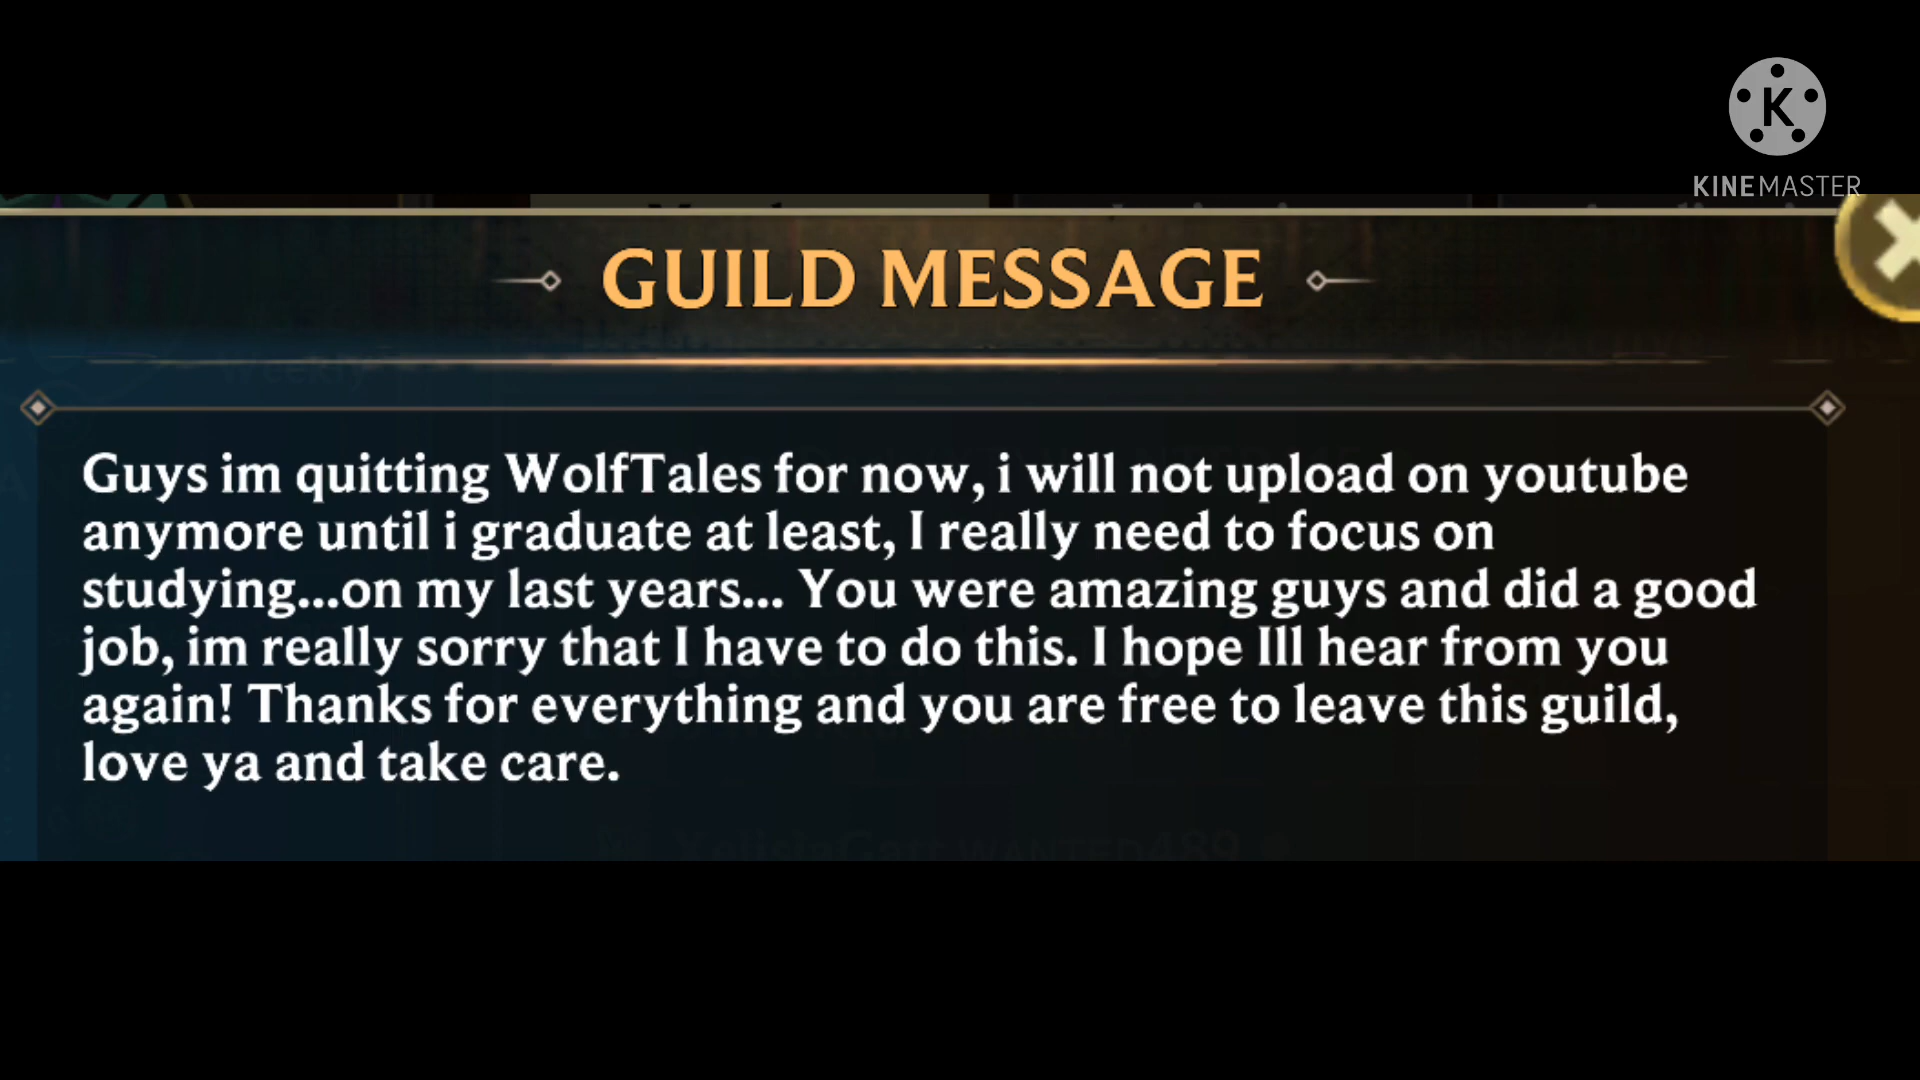 K
KINEMASTER
GUILD MESSAGE
Guys im quitting WolfTales for now, i will not upload on youtube
anymore until i graduate at least, I really need to focus on
studying...on my last years... You were amazing guys and did a good
job, im really sorry that I have to do this. I hope Ill hear from you
again! Thanks for everything and you are free to leave this guild,
love ya and take care.